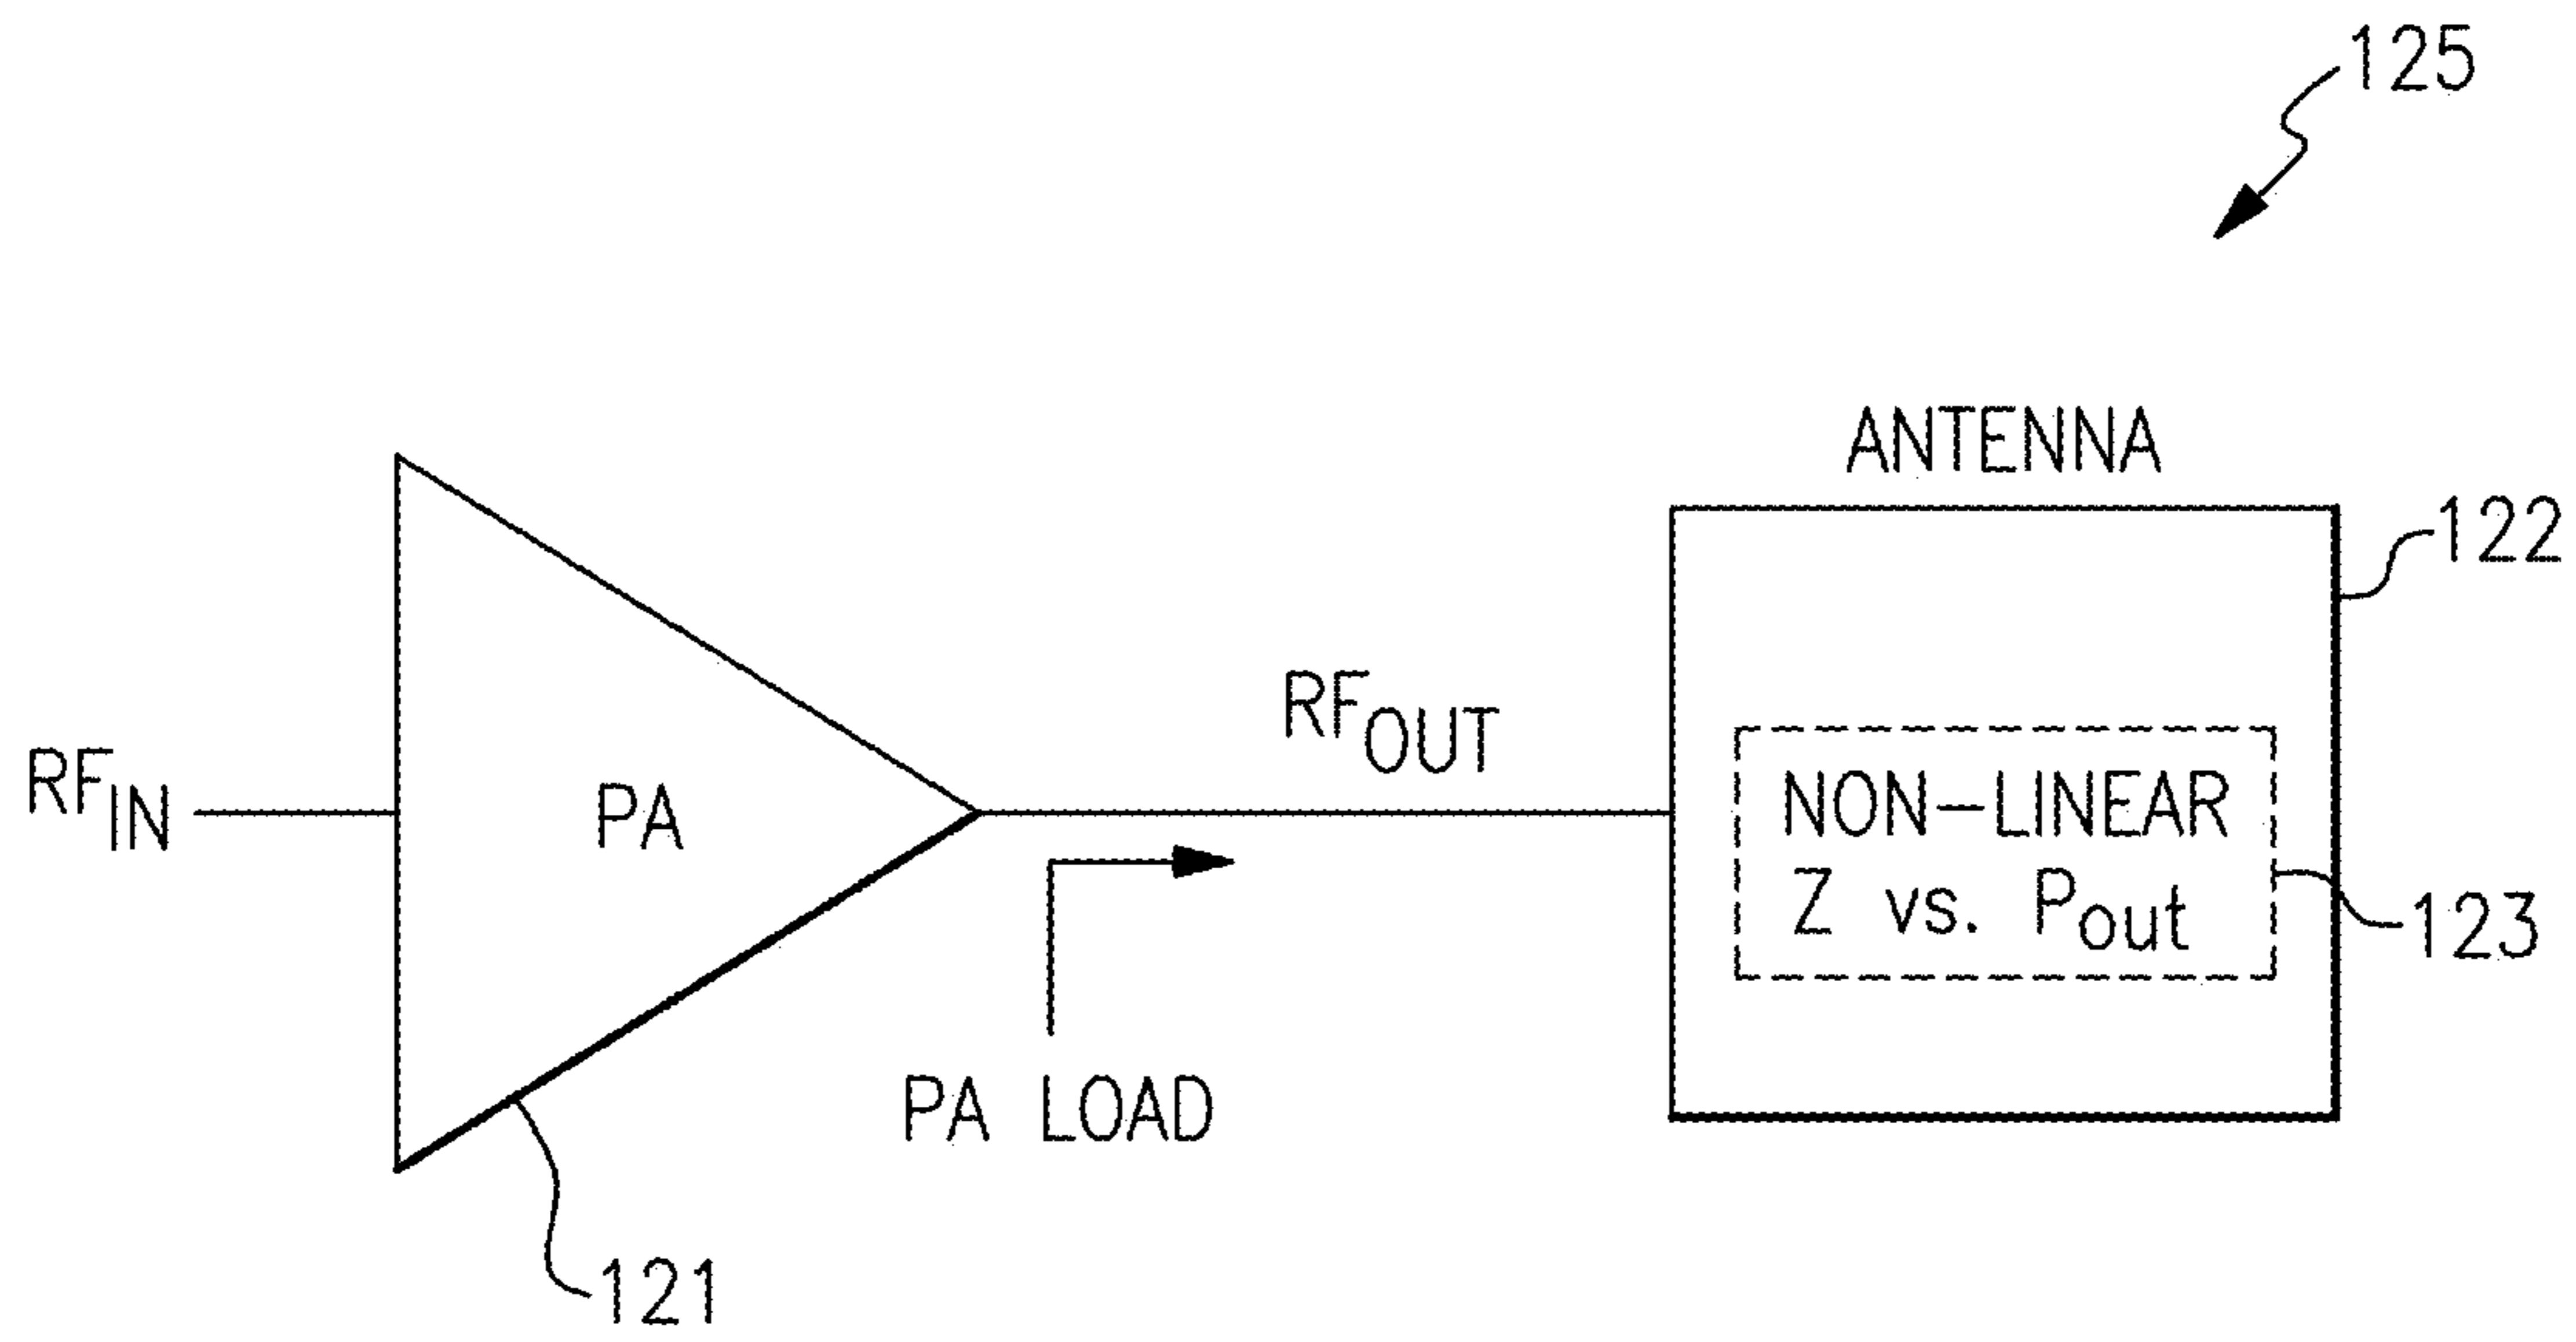 125
ANTENNA
122
RF_OUT
RF_IN
PA
NON-LINEAR
Z vs. P_out
123
PA LOAD
121